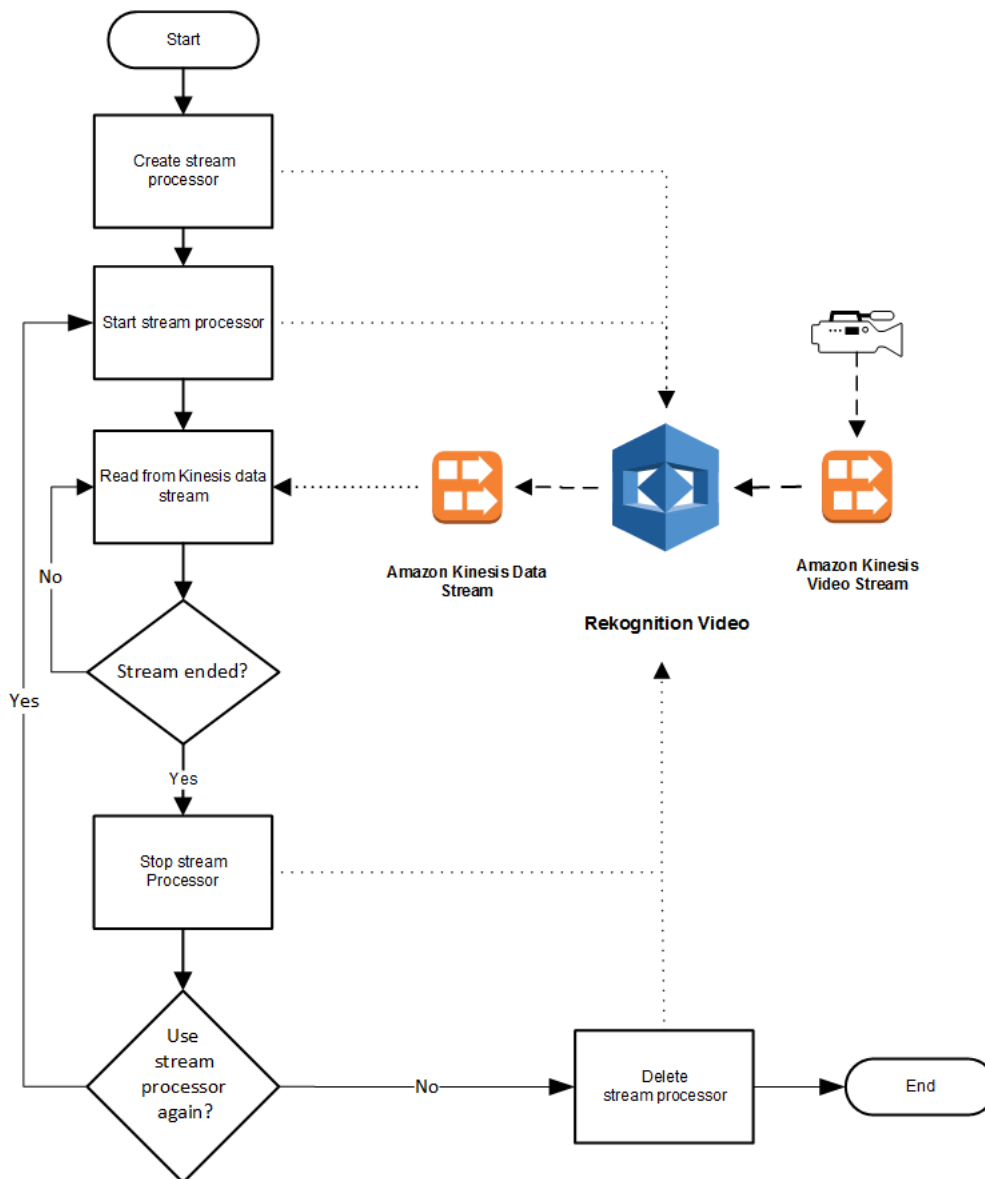 Start
Create stream
processor
Start stream processor
Read from Kinesis data
stream
No
Amazon Kinesis Data
Stream
Rekognition Video
Amazon Kinesis
Video Stream
Stream ended?
Yes
Yes
Stop stream
Processor
Use
stream
processor
again?
No
Delete
stream processor
End